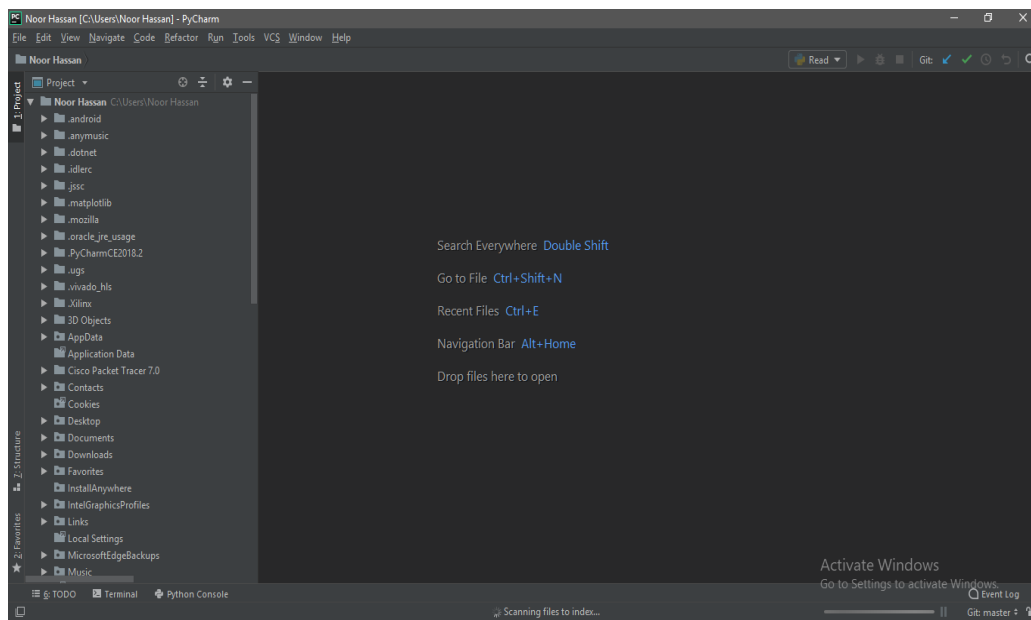 PC Noor Hassan [C:\Users\Noor Hassan] - PyCharm
File Edit View Navigate Code Refactor Run Tools VCS Window Help
Noor Hassan
Read
Git:
1: Project
Project
Noor Hassan C:\Users\Noor Hassan
.android
.anymusic
.dotnet
.idlerc
.jssc
.matplotlib
.mozilla
.oracle_jre_usage
.PyCharmCE2018.2
.ugs
.vivado_hls
.Xilinx
3D Objects
AppData
Application Data
Cisco Packet Tracer 7.0
Contacts
Cookies
Desktop
Documents
Downloads
Favorites
InstallAnywhere
IntelGraphicsProfiles
Links
Local Settings
MicrosoftEdgeBackups
Music
7: Structure
2: Favorites
Search Everywhere Double Shift
Go to File Ctrl+Shift+N
Recent Files Ctrl+E
Navigation Bar Alt+Home
Drop files here to open
Activate Windows
Go to Settings to activate Windows.
6: TODO Terminal Python Console
Event Log
Scanning files to index...
Git: master